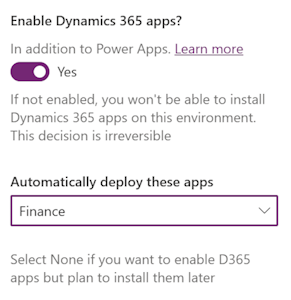 Enable Dynamics 365 apps?
In addition to Power Apps. Learn more
Yes
If not enabled, you won't be able to install
Dynamics 365 apps on this environment.
This decision is irreversible
Automatically deploy these apps
Finance
Select None if you want to enable D365
apps but plan to install them later